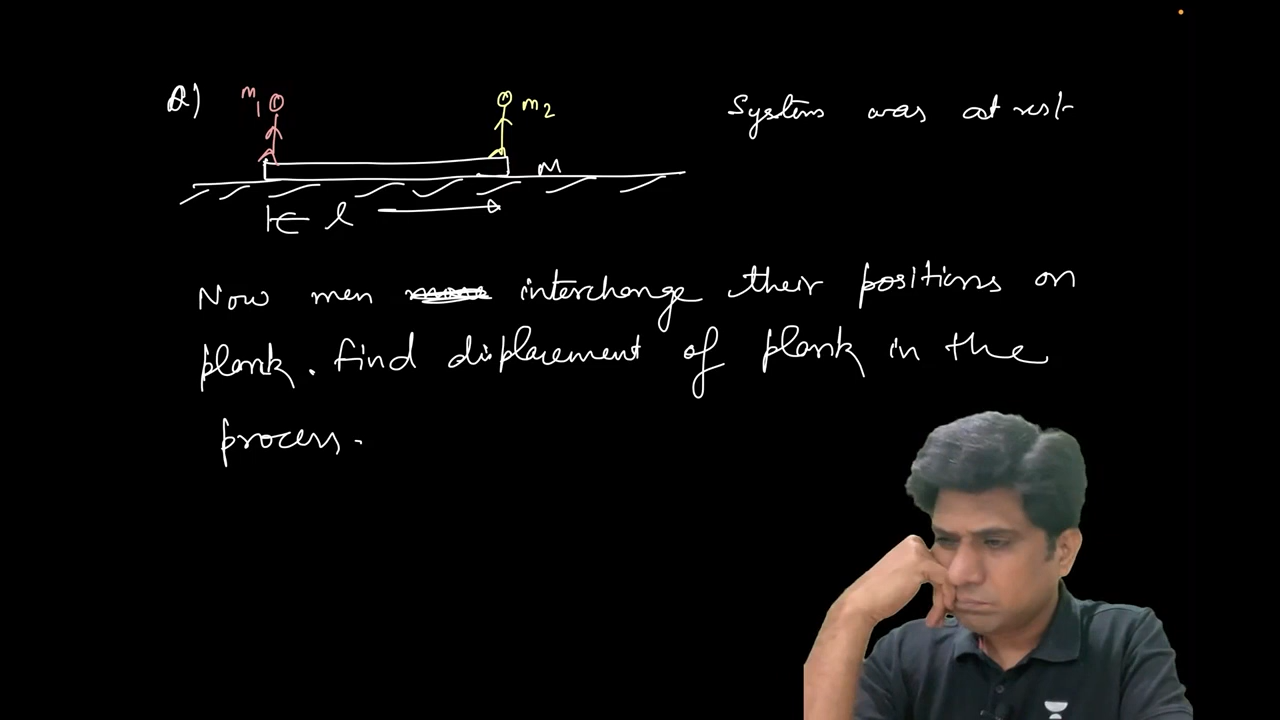 Q) m1 m2 System was at rest
M
l
Now men interchange their positions on
plank. find displacement of plank in the
process.